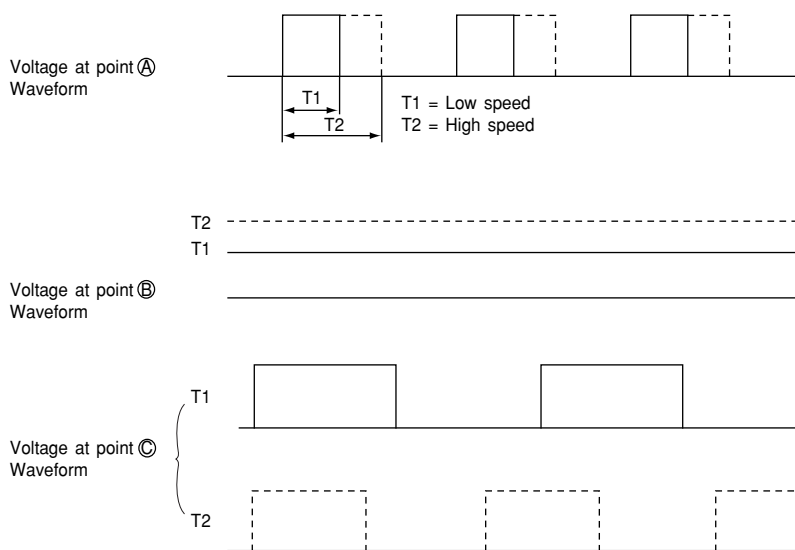 Voltage at point Ⓐ
Waveform
T1
T2
T1 = Low speed
T2 = High speed
T2
T1
Voltage at point Ⓑ
Waveform
T1
Voltage at point Ⓒ
Waveform
T2